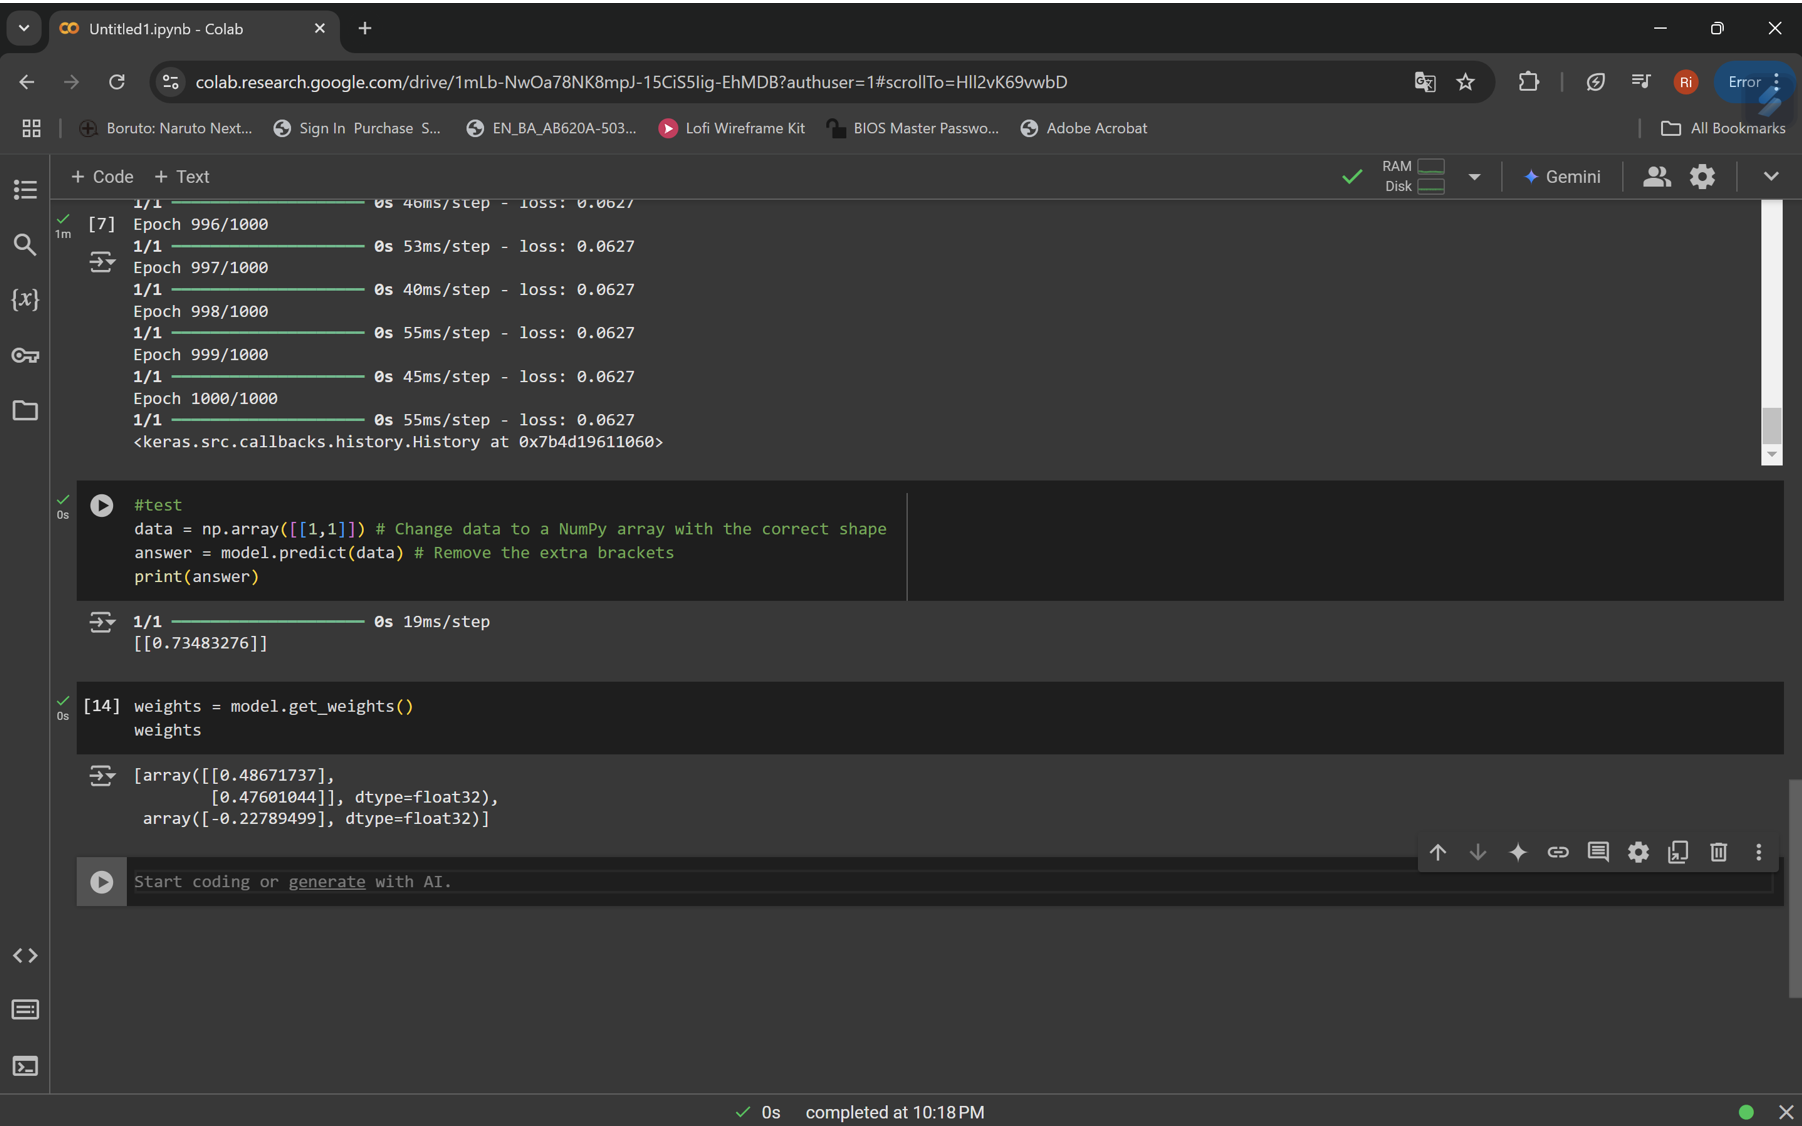 Untitled1.ipynb - Colab
colab.research.google.com/drive/1mLb-NwOa78NK8mpJ-15CiS5Iig-EhMDB?authuser=1#scrollTo=Hll2vK69vwbD
Ri
Error
Boruto: Naruto Next...
Sign In Purchase S...
EN_BA_AB620A-503...
Lofi Wireframe Kit
BIOS Master Passwo...
Adobe Acrobat
All Bookmarks
+ Code + Text
RAM
Disk
Gemini
1/1 0s 46ms/step - loss: 0.0627
1m
[7] Epoch 996/1000
1/1 0s 53ms/step - loss: 0.0627
Epoch 997/1000
1/1 0s 40ms/step - loss: 0.0627
Epoch 998/1000
1/1 0s 55ms/step - loss: 0.0627
Epoch 999/1000
1/1 0s 45ms/step - loss: 0.0627
Epoch 1000/1000
1/1 0s 55ms/step - loss: 0.0627
<keras.src.callbacks.history.History at 0x7b4d19611060>
0s
#test
data = np.array([[1,1]]) # Change data to a NumPy array with the correct shape
answer = model.predict(data) # Remove the extra brackets
print(answer)
1/1 0s 19ms/step
[[0.73483276]]
0s
[14] weights = model.get_weights()
weights
[array([[0.48671737],
[0.47601044]], dtype=float32),
array([-0.22789499], dtype=float32)]
Start coding or generate with AI.
{x}
0s completed at 10:18 PM